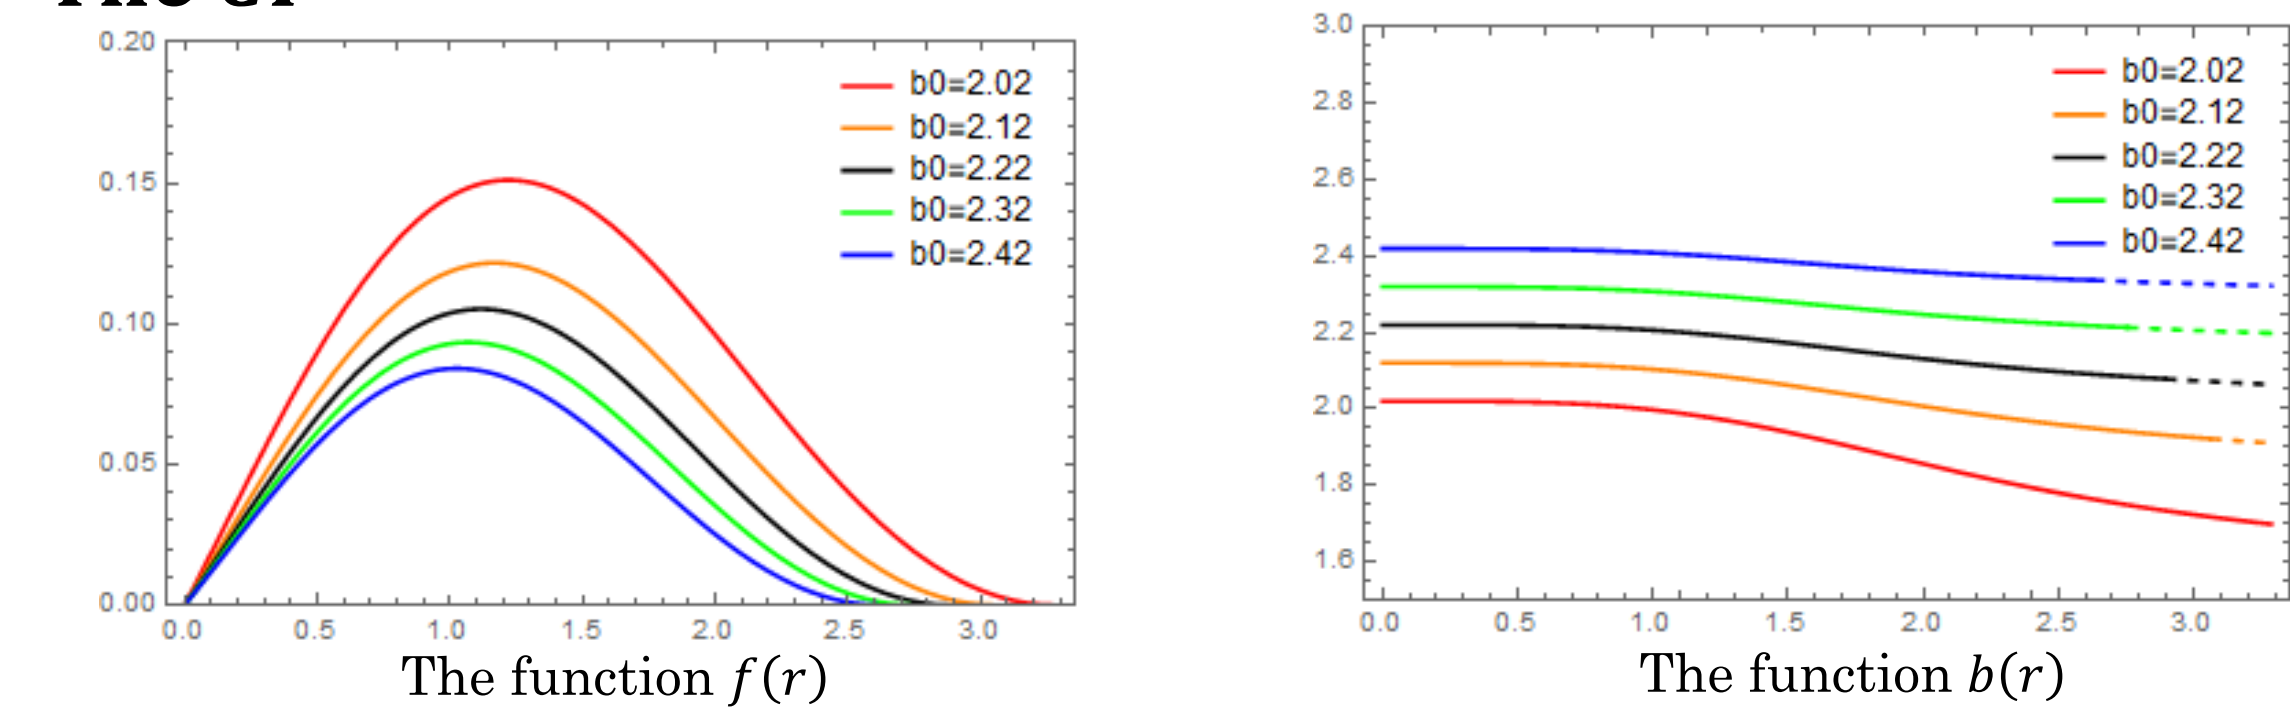 0.20
0.15
0.10
0.05
0.00
0.0 0.5 1.0 1.5 2.0 2.5 3.0
b0=2.02
b0=2.12
b0=2.22
b0=2.32
b0=2.42
The function f(r)
3.0
2.8
2.6
2.4
2.2
2.0
1.8
1.6
0.0 0.5 1.0 1.5 2.0 2.5 3.0
b0=2.02
b0=2.12
b0=2.22
b0=2.32
b0=2.42
The function b(r)